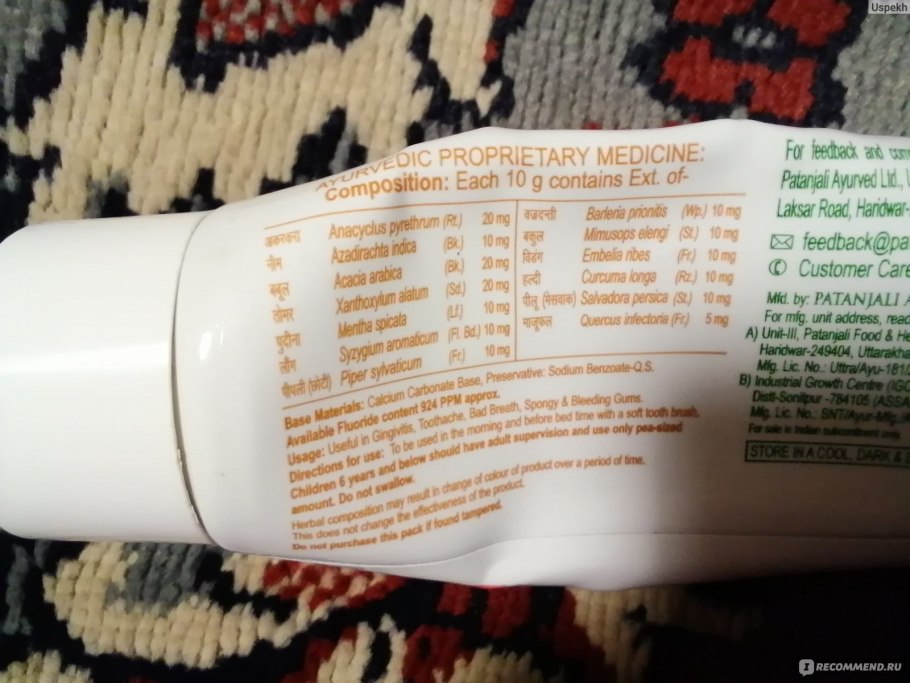 Uspekh
AYURVEDIC PROPRIETARY MEDICINE:
Composition: Each 10 g contains Ext. of-
अकरकरा Anacyclus pyrethrum (Rt.) 20 mg
नीम Azadirachta indica (Bk.) 10 mg
बबूल Acacia arabica (Bk.) 20 mg
तोमर Xanthoxylum alatum (Sd.) 20 mg
पुदीना Mentha spicata (Lf.) 10 mg
लौंग Syzygium aromaticum (Fl. Bd.) 10 mg
पीपली (छोटी) Piper sylvaticum (Fr.) 10 mg
वज्रदन्ती Barleria prionitis (Wp.) 10 mg
बकुल Mimusops elengi (St.) 10 mg
विडंग Embelia ribes (Fr.) 10 mg
हल्दी Curcuma longa (Rz.) 10 mg
पीलू (मेसवाक) Salvadora persica (St.) 10 mg
माजूफल Quercus infectoria (Fr.) 5 mg
Base Materials: Calcium Carbonate Base, Preservative: Sodium Benzoate-Q.S.
Available Fluoride content 924 PPM approx.
Usage: Useful in Gingivitis, Toothache, Bad Breath, Spongy & Bleeding Gums.
Directions for use: To be used in the morning and before bed time with a soft tooth brush.
Children 6 years and below should have adult supervision and use only pea-sized
amount. Do not swallow.
Herbal composition may result in change of colour of product over a period of time.
This does not change the effectiveness of the product.
Do not purchase this pack if found tampered.
For feedback and com
Patanjali Ayurved Ltd.,
Laksar Road, Haridwar-
feedback@pa
Customer Care
Mfd. by: PATANJALI A
For mfg. unit address, read
A) Unit-III, Patanjali Food & He
Haridwar-249404, Uttarakha
Mfg. Lic. No.: Uttra/Ayu-181/
B) Industrial Growth Centre (IGC
Distt-Sonitpur -784105 (ASSA
Mfg. Lic. No.: SNT/Ayur-Mfg.
For sale in Indian subcontinent only.
STORE IN A COOL, DARK &
IRECOMMEND.RU